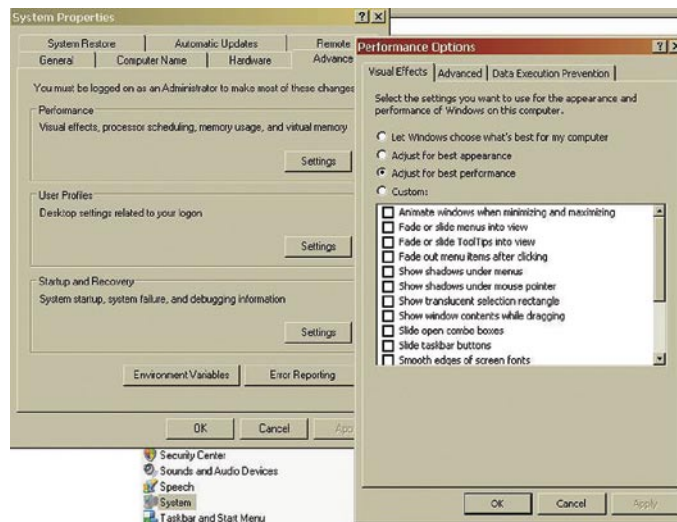 System Properties
System Restore
Automatic Updates
Remote
General
Computer Name
Hardware
Advance
You must be logged on as an Administrator to make most of these changes
Performance
Visual effects, processor scheduling, memory usage, and virtual memory
Settings
User Profiles
Desktop settings related to your logon
Settings
Startup and Recovery
System startup, system failure, and debugging information
Settings
Environment Variables
Error Reporting
OK
Cancel
App
Security Center
Sounds and Audio Devices
Speech
System
Taskbar and Start Menu
Performance Options
Visual Effects
Advanced
Data Execution Prevention
Select the settings you want to use for the appearance and
performance of Windows on this computer.
Let Windows choose what's best for my computer
Adjust for best appearance
Adjust for best performance
Custom:
Animate windows when minimizing and maximizing
Fade or slide menus into view
Fade or slide ToolTips into view
Fade out menu items after clicking
Show shadows under menus
Show shadows under mouse pointer
Show translucent selection rectangle
Show window contents while dragging
Slide open combo boxes
Slide taskbar buttons
Smooth edges of screen fonts
OK
Cancel
Apply